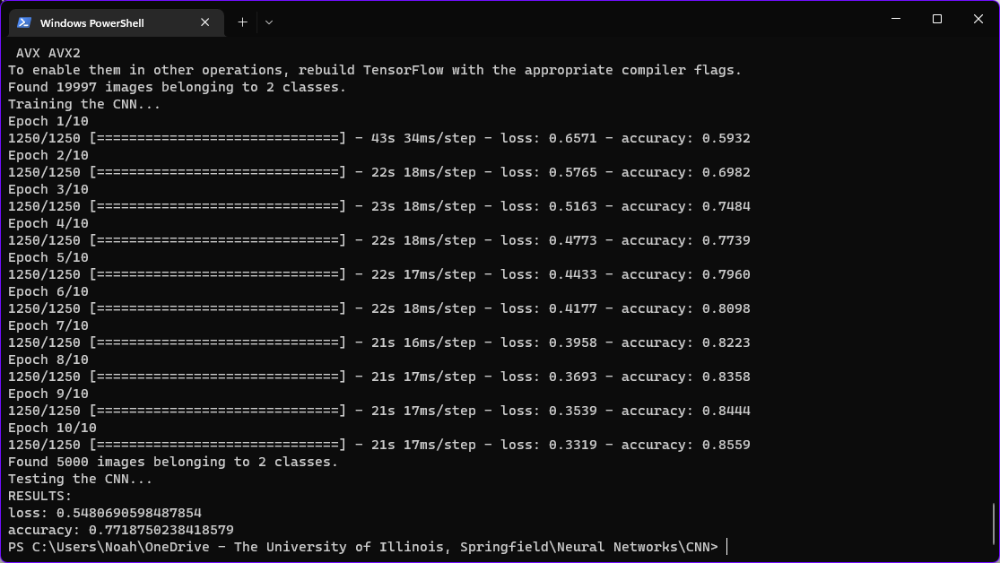 Windows PowerShell
AVX AVX2
To enable them in other operations, rebuild TensorFlow with the appropriate compiler flags.
Found 19997 images belonging to 2 classes.
Training the CNN...
Epoch 1/10
1250/1250 [==============================] - 43s 34ms/step - loss: 0.6571 - accuracy: 0.5932
Epoch 2/10
1250/1250 [==============================] - 22s 18ms/step - loss: 0.5765 - accuracy: 0.6982
Epoch 3/10
1250/1250 [==============================] - 23s 18ms/step - loss: 0.5163 - accuracy: 0.7484
Epoch 4/10
1250/1250 [==============================] - 22s 18ms/step - loss: 0.4773 - accuracy: 0.7739
Epoch 5/10
1250/1250 [==============================] - 22s 17ms/step - loss: 0.4433 - accuracy: 0.7960
Epoch 6/10
1250/1250 [==============================] - 22s 18ms/step - loss: 0.4177 - accuracy: 0.8098
Epoch 7/10
1250/1250 [==============================] - 21s 16ms/step - loss: 0.3958 - accuracy: 0.8223
Epoch 8/10
1250/1250 [==============================] - 21s 17ms/step - loss: 0.3693 - accuracy: 0.8358
Epoch 9/10
1250/1250 [==============================] - 21s 17ms/step - loss: 0.3539 - accuracy: 0.8444
Epoch 10/10
1250/1250 [==============================] - 21s 17ms/step - loss: 0.3319 - accuracy: 0.8559
Found 5000 images belonging to 2 classes.
Testing the CNN...
RESULTS:
loss: 0.5480690598487854
accuracy: 0.7718750238418579
PS C:\Users\Noah\OneDrive - The University of Illinois, Springfield\Neural Networks\CNN>